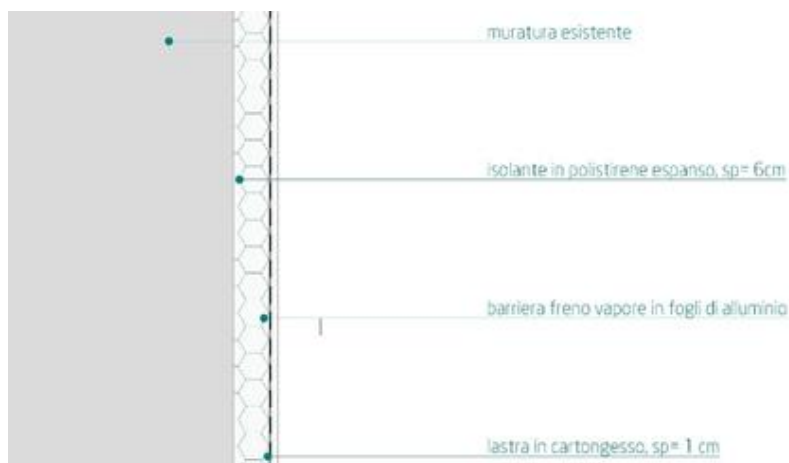 muratura esistente
isolante in polistirene espanso, sp= 6cm
barriera freno vapore in fogli di alluminio
lastra in cartongesso, sp= 1 cm